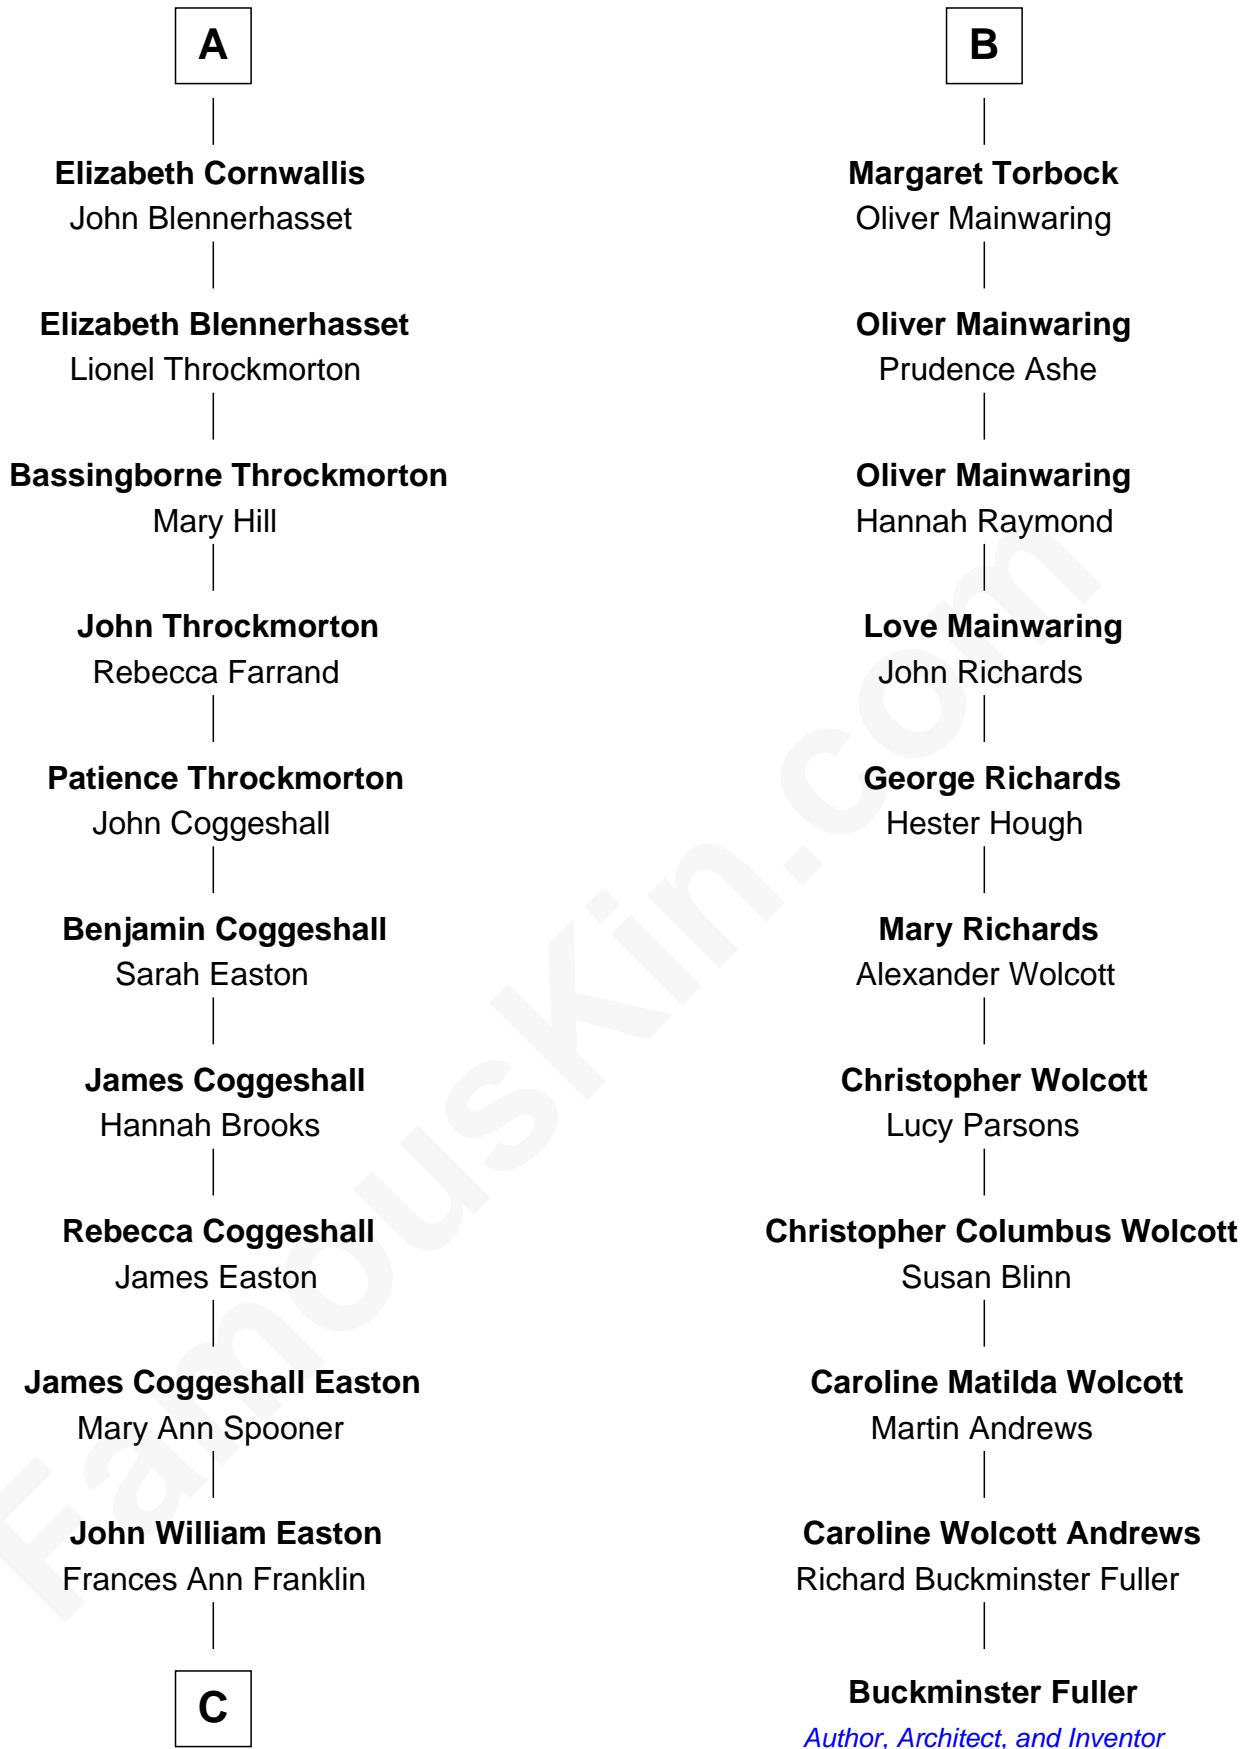 A
Elizabeth Cornwallis
John Blennerhasset
Elizabeth Blennerhasset
Lionel Throckmorton
Bassingborne Throckmorton
Mary Hill
John Throckmorton
Rebecca Farrand
Patience Throckmorton
John Coggeshall
Benjamin Coggeshall
Sarah Easton
James Coggeshall
Hannah Brooks
Rebecca Coggeshall
James Easton
James Coggeshall Easton
Mary Ann Spooner
John William Easton
Frances Ann Franklin
C
B
Margaret Torbock
Oliver Mainwaring
Oliver Mainwaring
Prudence Ashe
Oliver Mainwaring
Hannah Raymond
Love Mainwaring
John Richards
George Richards
Hester Hough
Mary Richards
Alexander Wolcott
Christopher Wolcott
Lucy Parsons
Christopher Columbus Wolcott
Susan Blinn
Caroline Matilda Wolcott
Martin Andrews
Caroline Wolcott Andrews
Richard Buckminster Fuller
Buckminster Fuller
Author, Architect, and Inventor
FamousKin.com